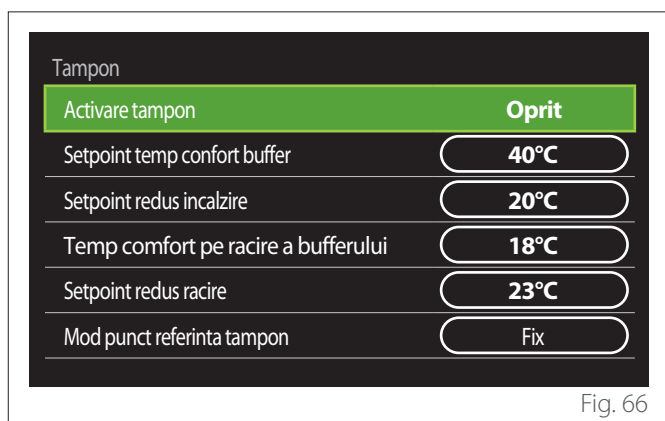 Tampon
Activare tampon Oprit
Setpoint temp confort buffer 40°C
Setpoint redus incalzire 20°C
Temp comfort pe racire a bufferului 18°C
Setpoint redus racire 23°C
Mod punct referinta tampon Fix
Fig. 66